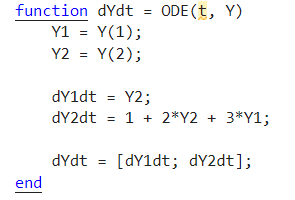 function dYdt = ODE(t, Y)
    Y1 = Y(1);
    Y2 = Y(2);
    dY1dt = Y2;
    dY2dt = 1 + 2*Y2 + 3*Y1;
    dYdt = [dY1dt; dY2dt];
end